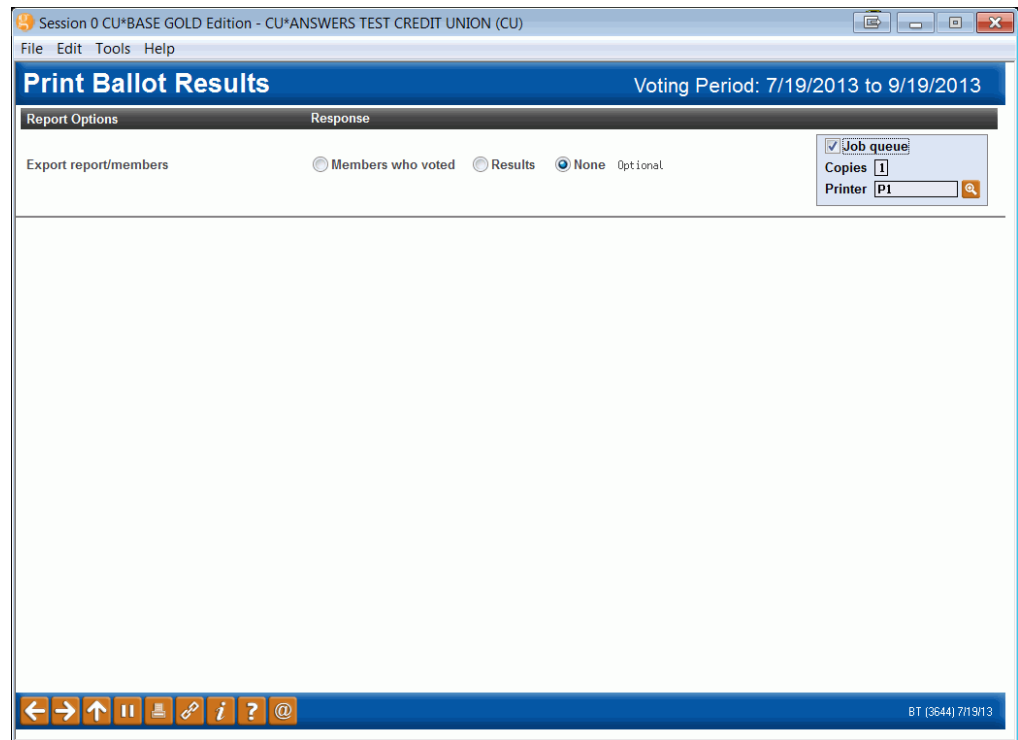 Session 0 CU*BASE GOLD Edition - CU*ANSWERS TEST CREDIT UNION (CU)
File Edit Tools Help
Print Ballot Results Voting Period: 7/19/2013 to 9/19/2013
Report Options Response
Job queue
Export report/members Members who voted Results None Optional
Copies 1
Printer P1
i ? @
BT (3644) 7/19/13